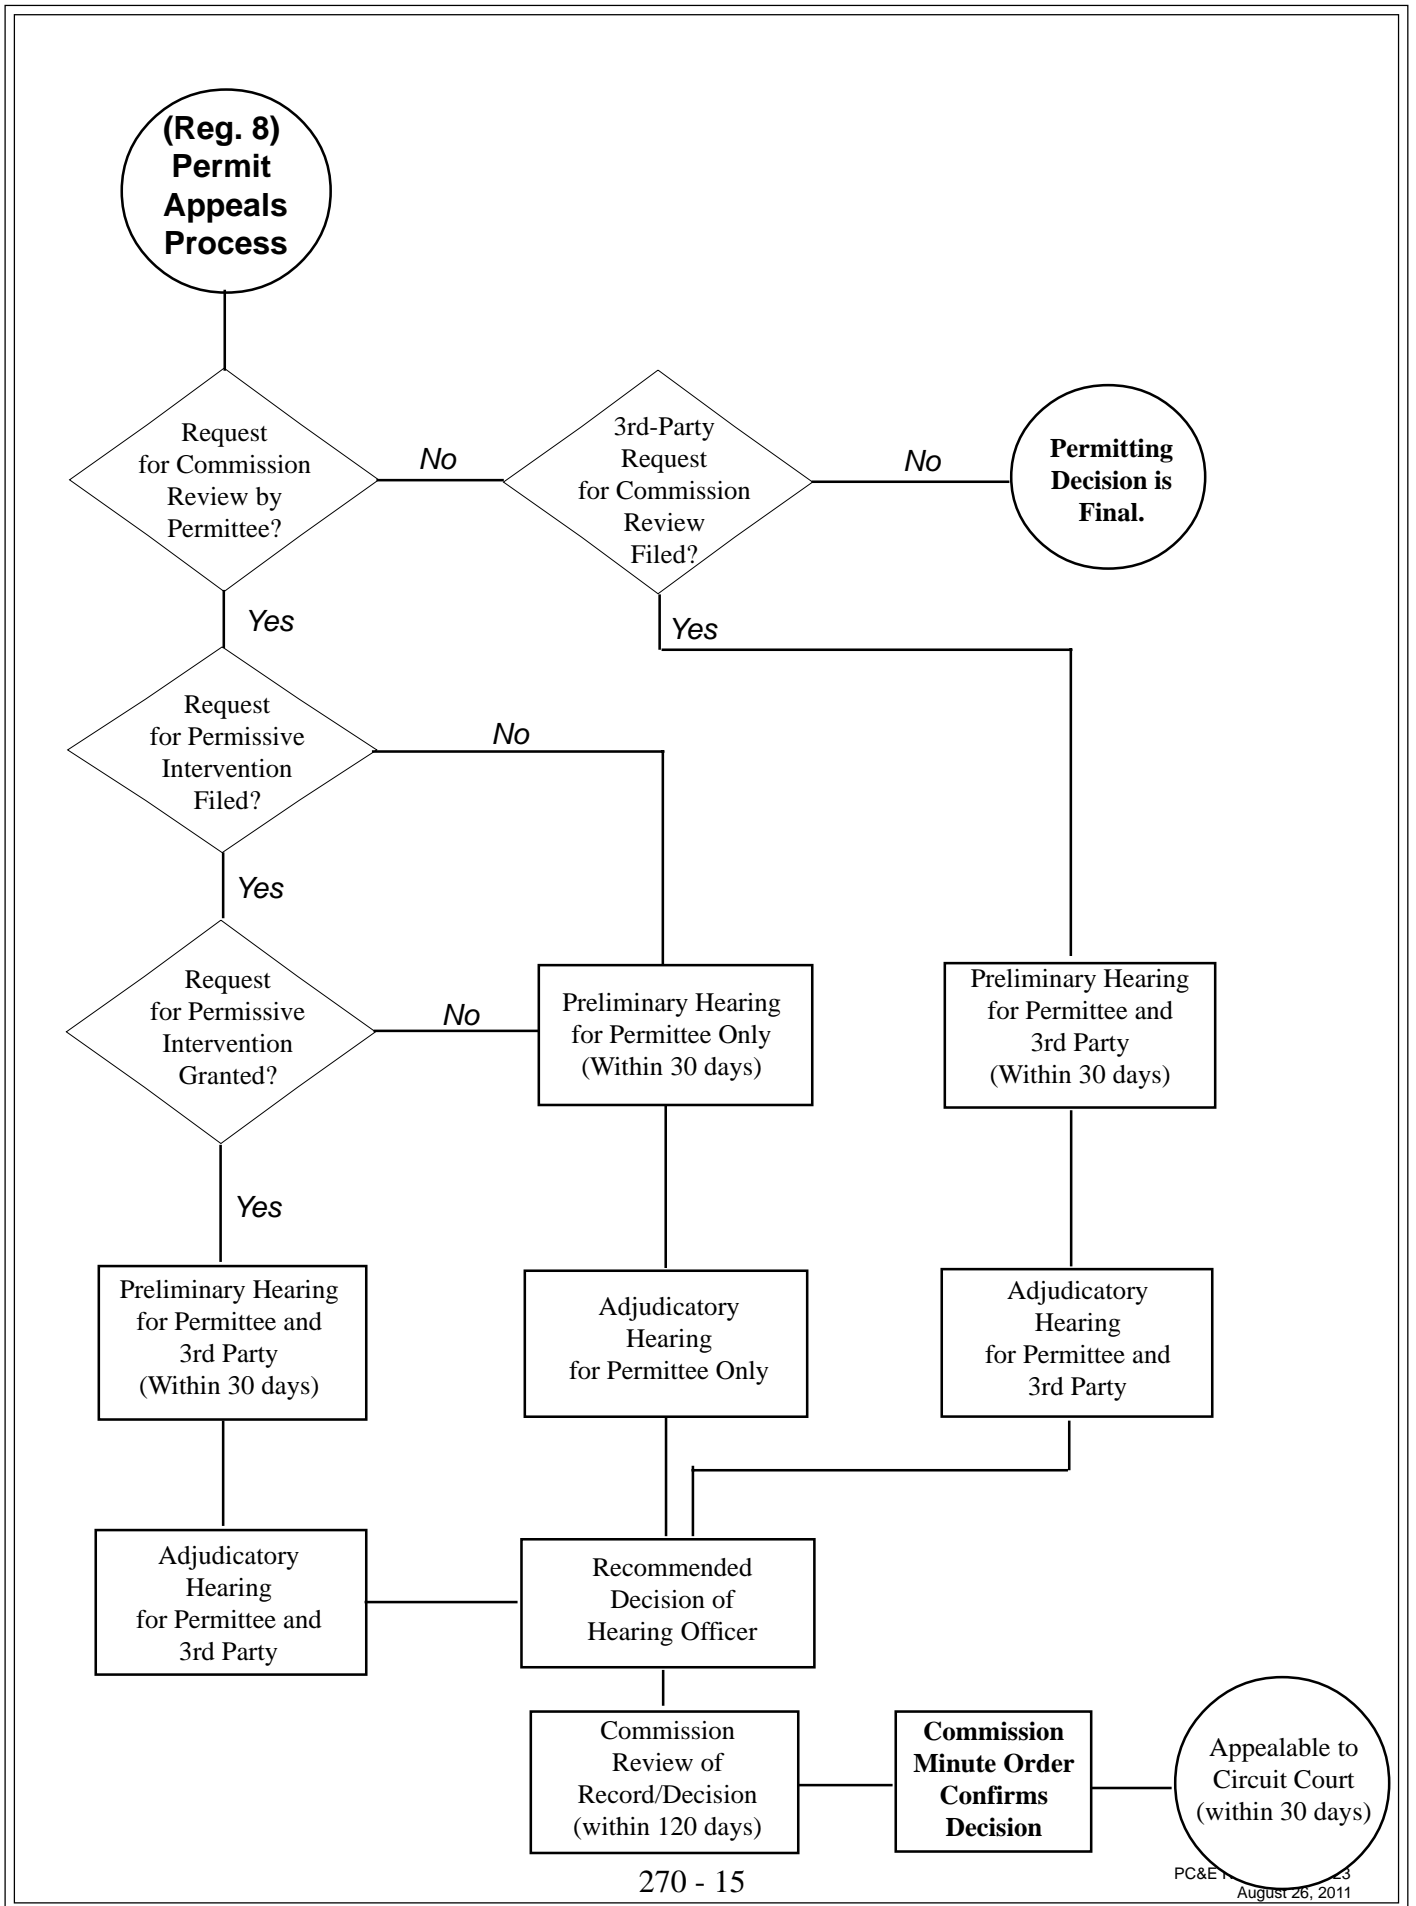 (Reg. 8)
Permit
Appeals
Process
Request
for Commission
Review by
Permittee?
No
3rd-Party
Request
for Commission
Review
Filed?
No
Permitting
Decision is
Final.
Yes
Yes
Request
for Permissive
Intervention
Filed?
No
Yes
Request
for Permissive
Intervention
Granted?
No
Preliminary Hearing
for Permittee Only
(Within 30 days)
Preliminary Hearing
for Permittee and
3rd Party
(Within 30 days)
Yes
Preliminary Hearing
for Permittee and
3rd Party
(Within 30 days)
Adjudicatory
Hearing
for Permittee Only
Adjudicatory
Hearing
for Permittee and
3rd Party
Adjudicatory
Hearing
for Permittee and
3rd Party
Recommended
Decision of
Hearing Officer
Commission
Review of
Record/Decision
(within 120 days)
Commission
Minute Order
Confirms
Decision
Appealable to
Circuit Court
(within 30 days)
270 - 15
PC&E 23
August 26, 2011